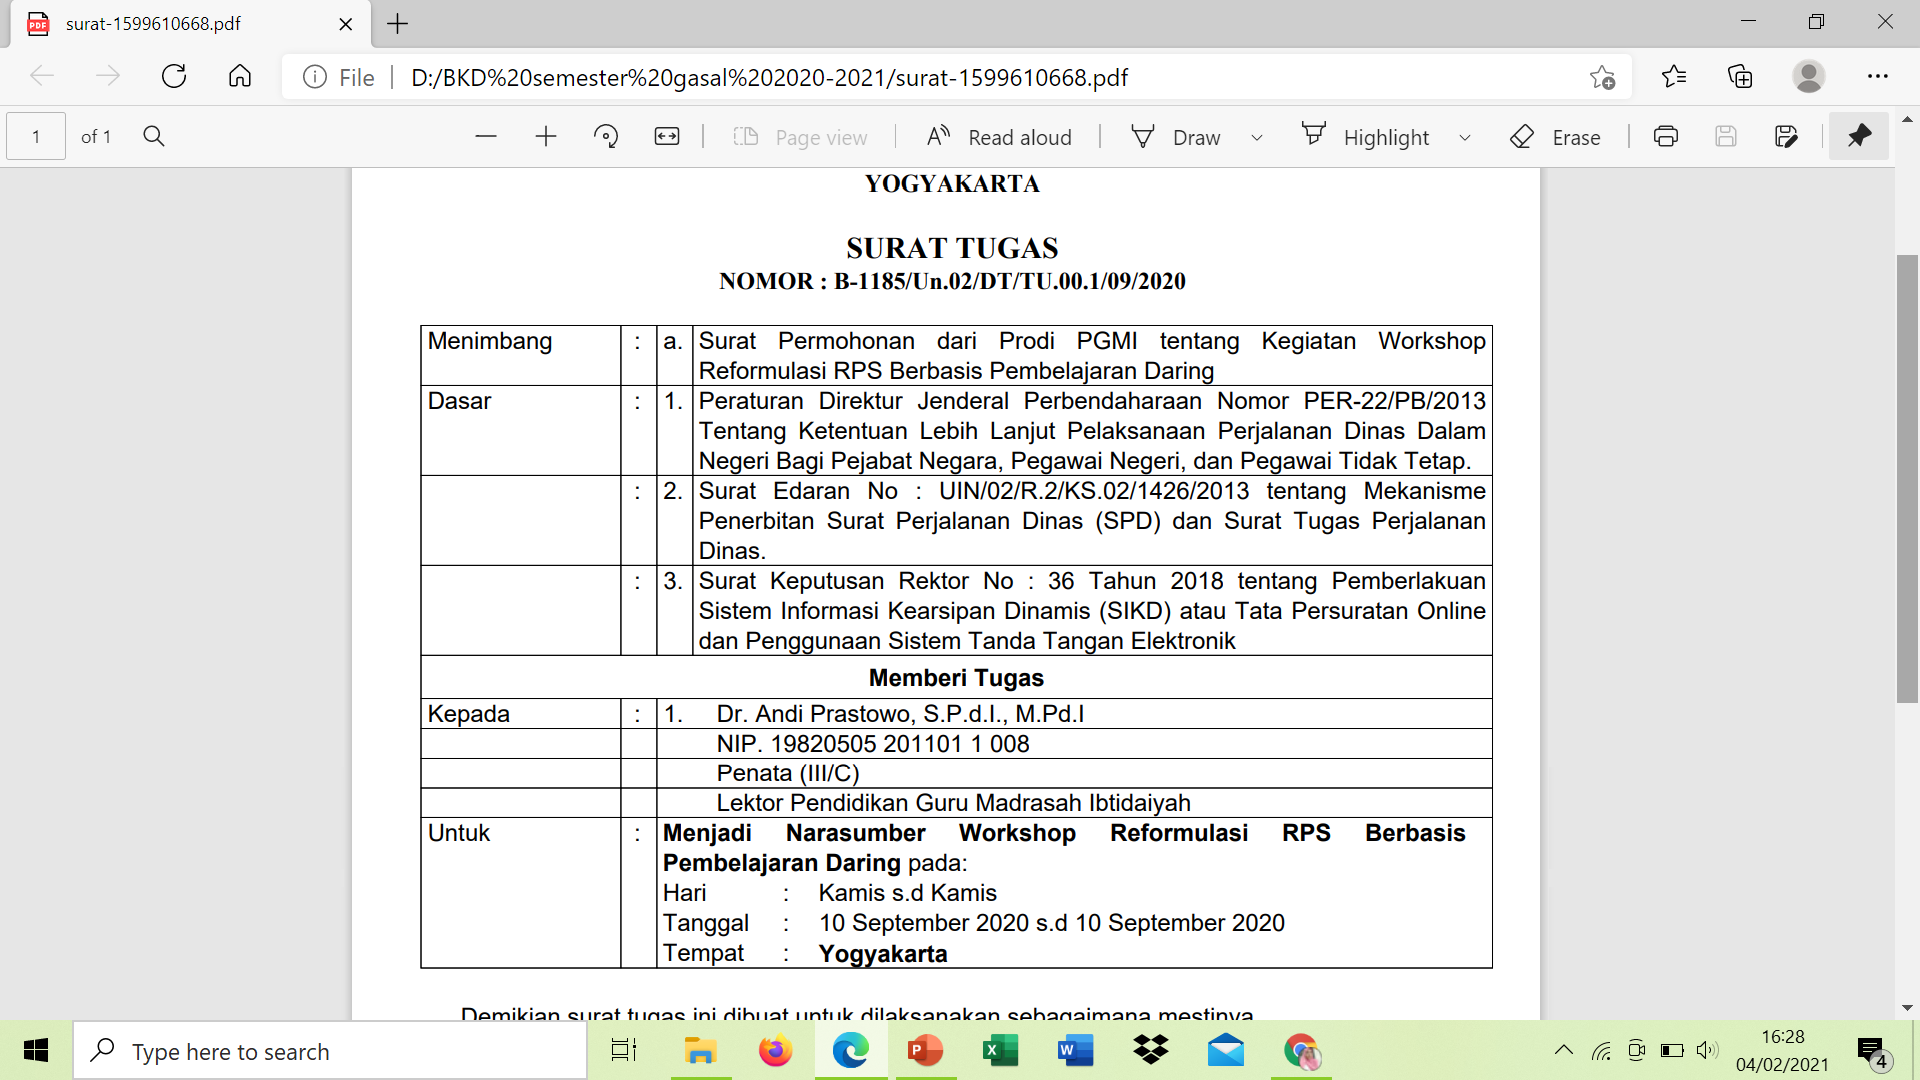 surat-1599610668.pdf
File
D:/BKD%20semester%20gasal%202020-2021/surat-1599610668.pdf
1 of 1
Page view
Read aloud
Draw
Highlight
Erase
YOGYAKARTA
SURAT TUGAS
NOMOR : B-1185/Un.02/DT/TU.00.1/09/2020
Menimbang : a. Surat Permohonan dari Prodi PGMI tentang Kegiatan Workshop
Reformulasi RPS Berbasis Pembelajaran Daring
Dasar : 1. Peraturan Direktur Jenderal Perbendaharaan Nomor PER-22/PB/2013
Tentang Ketentuan Lebih Lanjut Pelaksanaan Perjalanan Dinas Dalam
Negeri Bagi Pejabat Negara, Pegawai Negeri, dan Pegawai Tidak Tetap.
: 2. Surat Edaran No : UIN/02/R.2/KS.02/1426/2013 tentang Mekanisme
Penerbitan Surat Perjalanan Dinas (SPD) dan Surat Tugas Perjalanan
Dinas.
: 3. Surat Keputusan Rektor No : 36 Tahun 2018 tentang Pemberlakuan
Sistem Informasi Kearsipan Dinamis (SIKD) atau Tata Persuratan Online
dan Penggunaan Sistem Tanda Tangan Elektronik
Memberi Tugas
Kepada : 1. Dr. Andi Prastowo, S.P.d.I., M.Pd.I
NIP. 19820505 201101 1 008
Penata (III/C)
Lektor Pendidikan Guru Madrasah Ibtidaiyah
Untuk : Menjadi Narasumber Workshop Reformulasi RPS Berbasis
Pembelajaran Daring pada:
Hari : Kamis s.d Kamis
Tanggal : 10 September 2020 s.d 10 September 2020
Tempat : Yogyakarta
Demikian surat tugas ini dibuat untuk dilaksanakan sebagaimana mestinya
Type here to search
16:28
04/02/2021
4